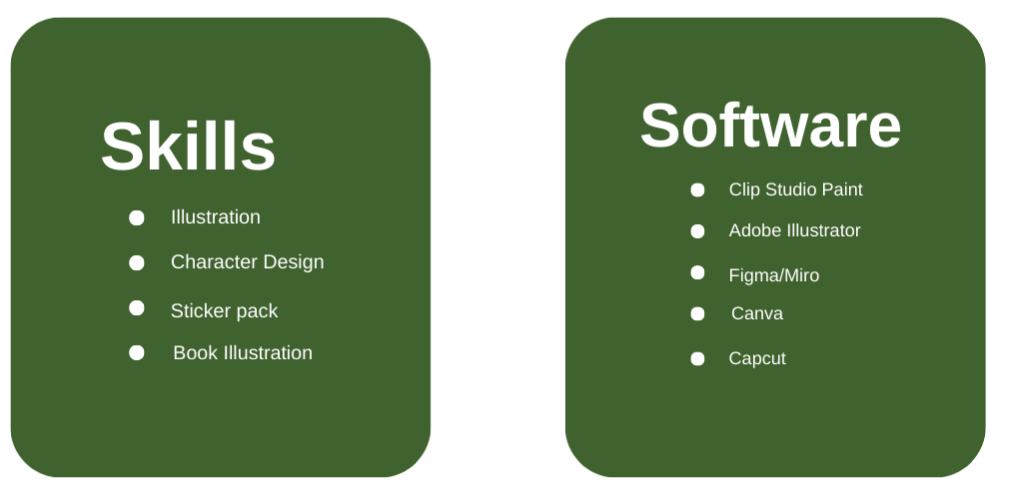 Skills
Illustration
Character Design
Sticker pack
Book Illustration
Software
Clip Studio Paint
Adobe Illustrator
Figma/Miro
Canva
Capcut